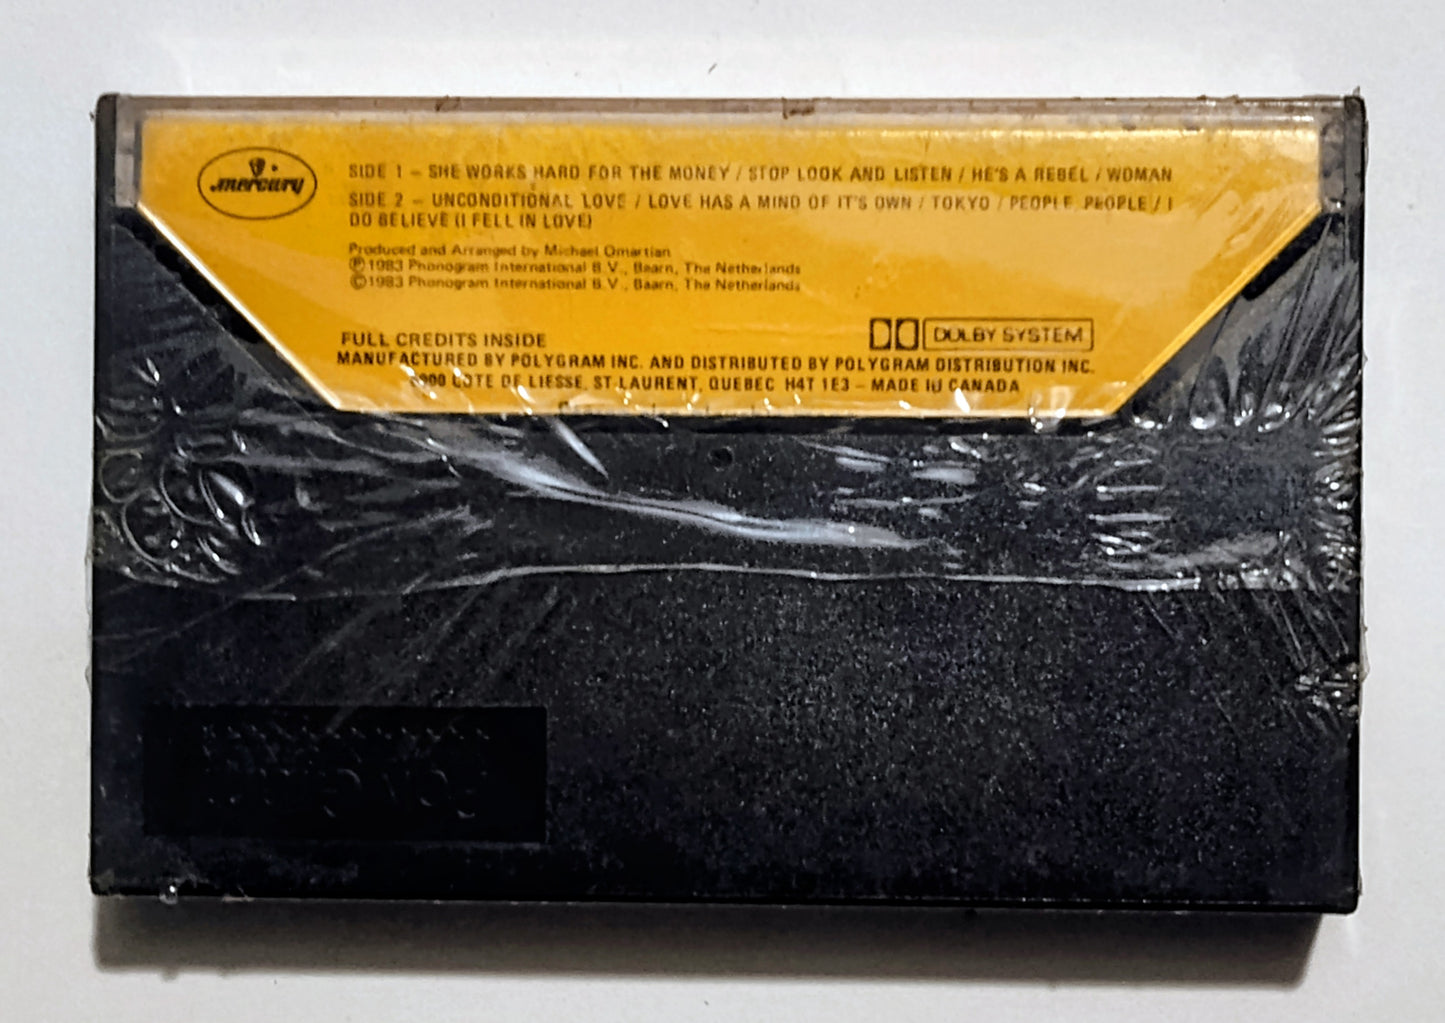 mercury
SIDE 1 – SHE WORKS HARD FOR THE MONEY / STOP LOOK AND LISTEN / HE'S A REBEL / WOMAN
SIDE 2 – UNCONDITIONAL LOVE / LOVE HAS A MIND OF IT'S OWN / TOKYO / PEOPLE, PEOPLE / I
DO BELIEVE (I FELL IN LOVE)
Produced and Arranged by Michael Omartian
Ⓟ1983 Phonogram International B.V., Baarn, The Netherlands
©1983 Phonogram International B.V., Baarn, The Netherlands
FULL CREDITS INSIDE
DOLBY SYSTEM
MANUFACTURED BY POLYGRAM INC. AND DISTRIBUTED BY POLYGRAM DISTRIBUTION INC.
COTE DE LIESSE, ST-LAURENT, QUEBEC H4T 1E3 – MADE IN CANADA